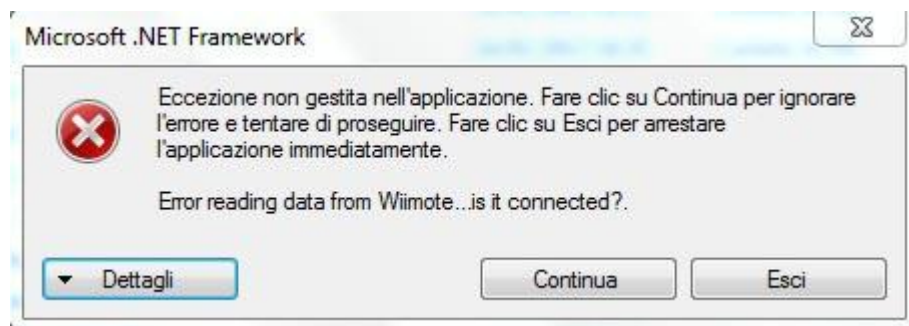 Microsoft .NET Framework
Eccezione non gestita nell'applicazione. Fare clic su Continua per ignorare
l'errore e tentare di proseguire. Fare clic su Esci per arrestare
l'applicazione immediatamente.
Error reading data from Wiimote...is it connected?.
Dettagli
Continua
Esci